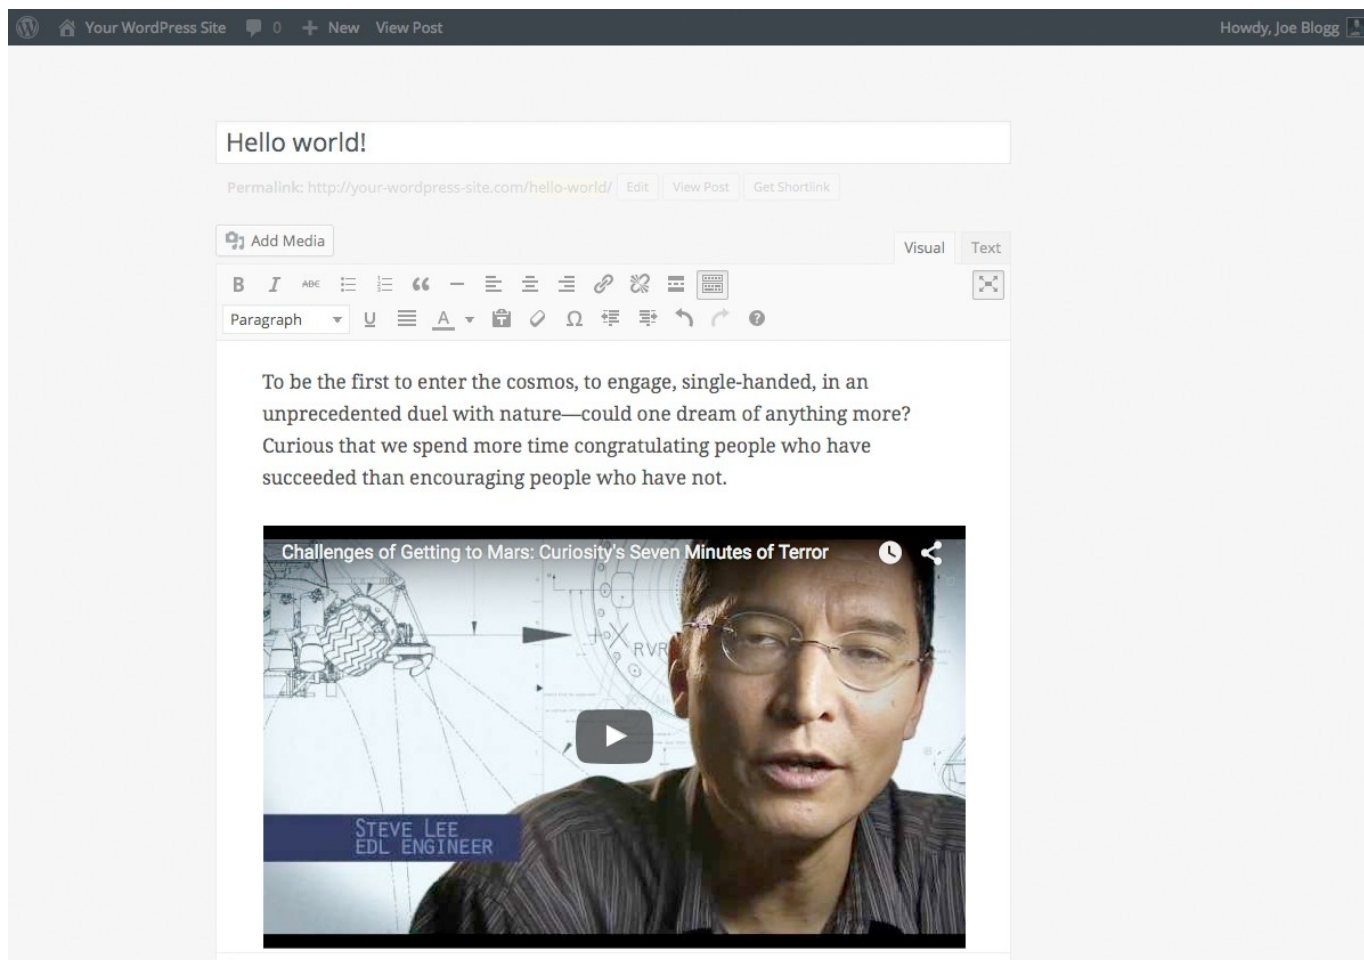 Your WordPress Site 0 New View Post Howdy, Joe Blogg
Hello world!
Permalink: http://your-wordpress-site.com/hello-world/ Edit View Post Get Shortlink
Add Media Visual Text
B I ABC
Paragraph U A T Ω ?
To be the first to enter the cosmos, to engage, single-handed, in an
unprecedented duel with nature—could one dream of anything more?
Curious that we spend more time congratulating people who have
succeeded than encouraging people who have not.
Challenges of Getting to Mars: Curiosity's Seven Minutes of Terror
RVR
STEVE LEE
EDL ENGINEER